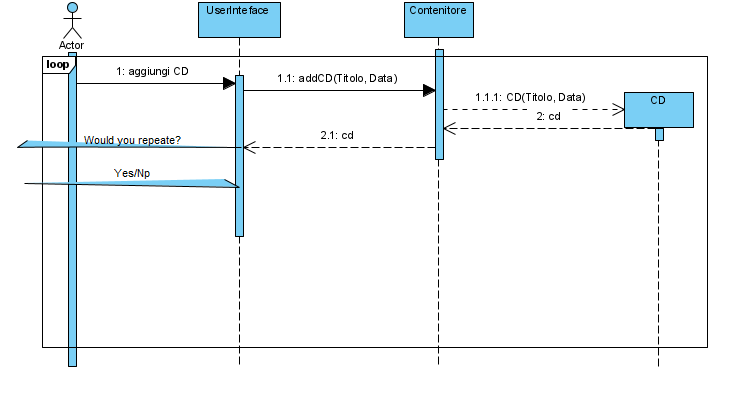 Actor
UserInteface
Contenitore
loop
1: aggiungi CD
1.1: addCD(Titolo, Data)
1.1.1: CD(Titolo, Data)
CD
2: cd
2.1: cd
Would you repeate?
Yes/Np